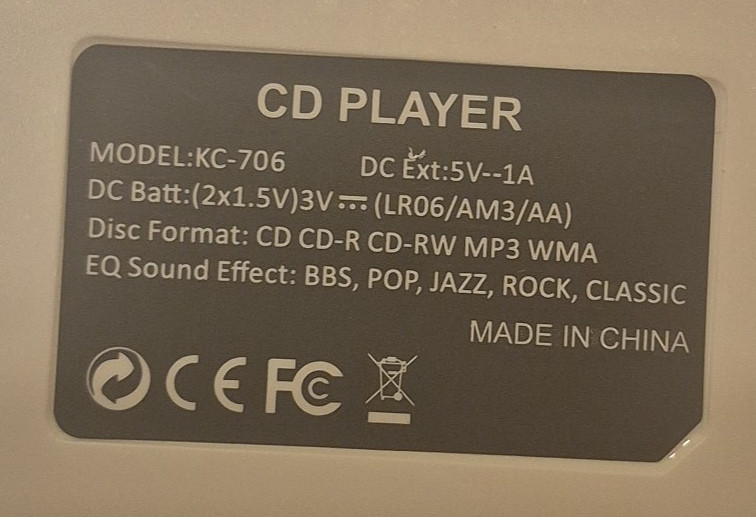 CD PLAYER
MODEL:KC-706 DC Ext:5V--1A
DC Batt:(2x1.5V)3V⎓(LR06/AM3/AA)
Disc Format: CD CD-R CD-RW MP3 WMA
EQ Sound Effect: BBS, POP, JAZZ, ROCK, CLASSIC
MADE IN CHINA
CE FC